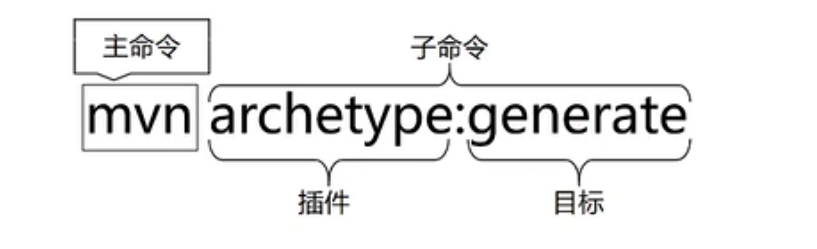 主命令
子命令
mvn archetype:generate
插件
目标